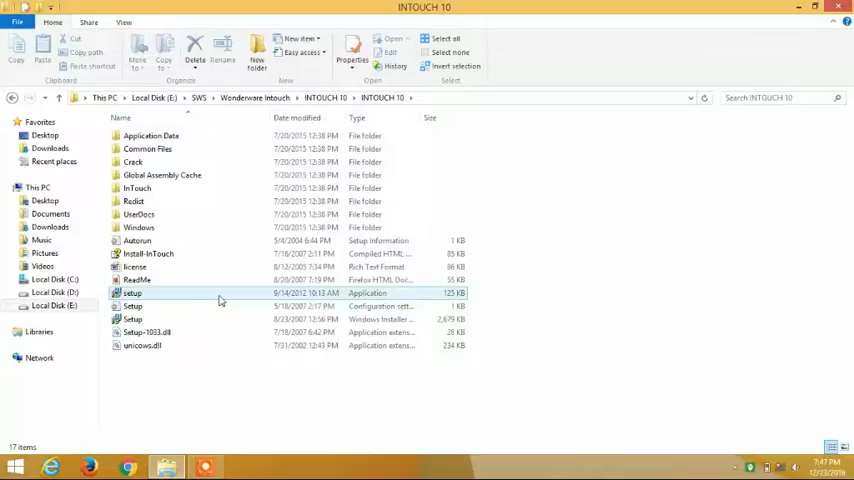 INTOUCH 10
File Home Share View
Copy Paste Cut Copy path Paste shortcut Move to Copy to Delete Rename New folder New item Easy access Properties Open Edit History Select all Select none Invert selection
Clipboard Organize New Open Select
This PC Local Disk (E:) SWS Wonderware Intouch INTOUCH 10 INTOUCH 10 Search INTOUCH 10
Name Date modified Type Size
Favorites
Desktop
Downloads
Recent places
This PC
Desktop
Documents
Downloads
Music
Pictures
Videos
Local Disk (C:)
Local Disk (D:)
Local Disk (E:)
Libraries
Network
Application Data 7/20/2015 12:38 PM File folder
Common Files 7/20/2015 12:38 PM File folder
Crack 7/20/2015 12:38 PM File folder
Global Assembly Cache 7/20/2015 12:38 PM File folder
InTouch 7/20/2015 12:38 PM File folder
Redist 7/20/2015 12:38 PM File folder
UserDocs 7/20/2015 12:38 PM File folder
Windows 7/20/2015 12:38 PM File folder
Autorun 5/4/2004 6:44 PM Setup Information 1 KB
Install-InTouch 7/16/2007 2:11 PM Compiled HTML ... 85 KB
license 8/12/2005 7:34 PM Rich Text Format 86 KB
ReadMe 8/20/2007 7:19 PM Firefox HTML Doc... 18 KB
setup 9/14/2012 10:13 AM Application 125 KB
Setup 5/18/2007 2:17 PM Configuration sett... 1 KB
Setup 8/23/2007 12:56 PM Windows Installer ... 2,679 KB
Setup-1033.dll 7/18/2007 6:42 PM Application extens... 28 KB
unicows.dll 7/31/2002 12:43 PM Application extens... 234 KB
17 items
7:47 PM
12/23/2016